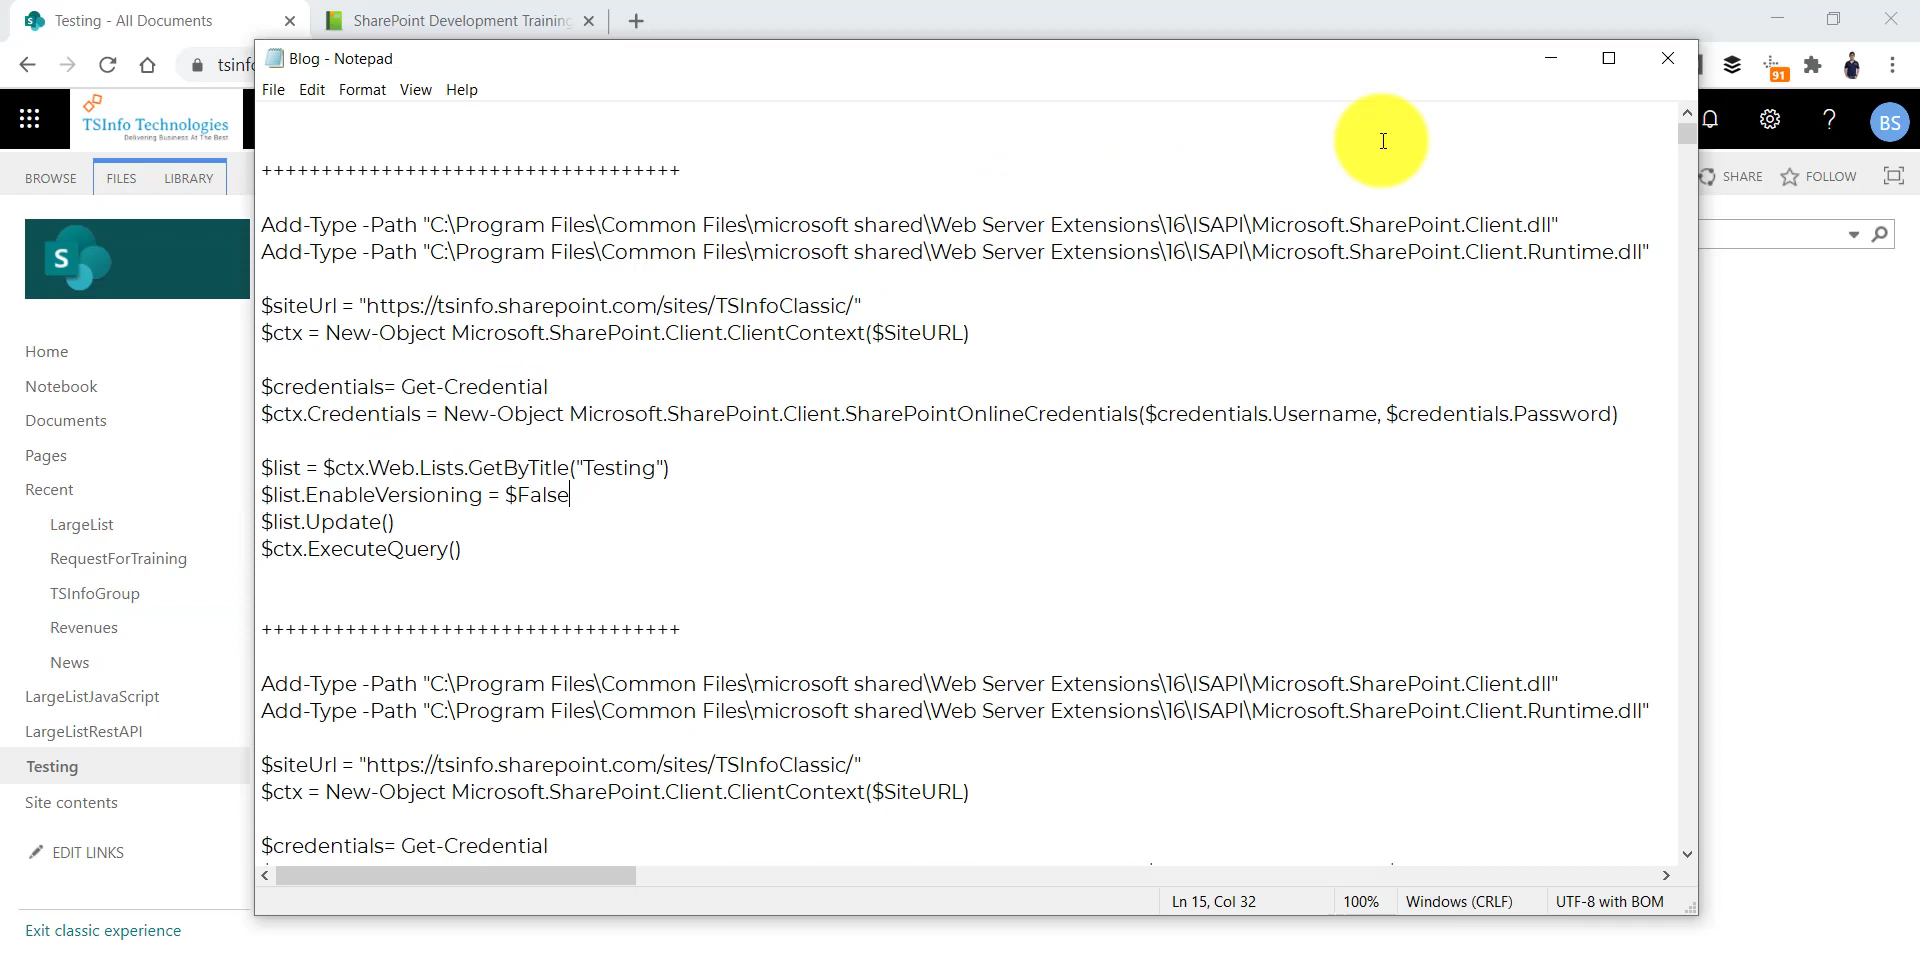 Testing - All Documents
SharePoint Development Training
tsinfo
91
Blog - Notepad
File Edit Format View Help
TSInfo Technologies
Delivering Business At The Best
? BS
BROWSE FILES LIBRARY
SHARE FOLLOW
S
S
Home
Notebook
Documents
Pages
Recent
LargeList
RequestForTraining
TSInfoGroup
Revenues
News
LargeListJavaScript
LargeListRestAPI
Testing
Site contents
EDIT LINKS
Exit classic experience
+++++++++++++++++++++++++++++++++++
Add-Type -Path "C:\Program Files\Common Files\microsoft shared\Web Server Extensions\16\ISAPI\Microsoft.SharePoint.Client.dll"
Add-Type -Path "C:\Program Files\Common Files\microsoft shared\Web Server Extensions\16\ISAPI\Microsoft.SharePoint.Client.Runtime.dll"
$siteUrl = "https://tsinfo.sharepoint.com/sites/TSInfoClassic/"
$ctx = New-Object Microsoft.SharePoint.Client.ClientContext($SiteURL)
$credentials= Get-Credential
$ctx.Credentials = New-Object Microsoft.SharePoint.Client.SharePointOnlineCredentials($credentials.Username, $credentials.Password)
$list = $ctx.Web.Lists.GetByTitle("Testing")
$list.EnableVersioning = $False
$list.Update()
$ctx.ExecuteQuery()
+++++++++++++++++++++++++++++++++++
Add-Type -Path "C:\Program Files\Common Files\microsoft shared\Web Server Extensions\16\ISAPI\Microsoft.SharePoint.Client.dll"
Add-Type -Path "C:\Program Files\Common Files\microsoft shared\Web Server Extensions\16\ISAPI\Microsoft.SharePoint.Client.Runtime.dll"
$siteUrl = "https://tsinfo.sharepoint.com/sites/TSInfoClassic/"
$ctx = New-Object Microsoft.SharePoint.Client.ClientContext($SiteURL)
$credentials= Get-Credential
Ln 15, Col 32 100% Windows (CRLF) UTF-8 with BOM